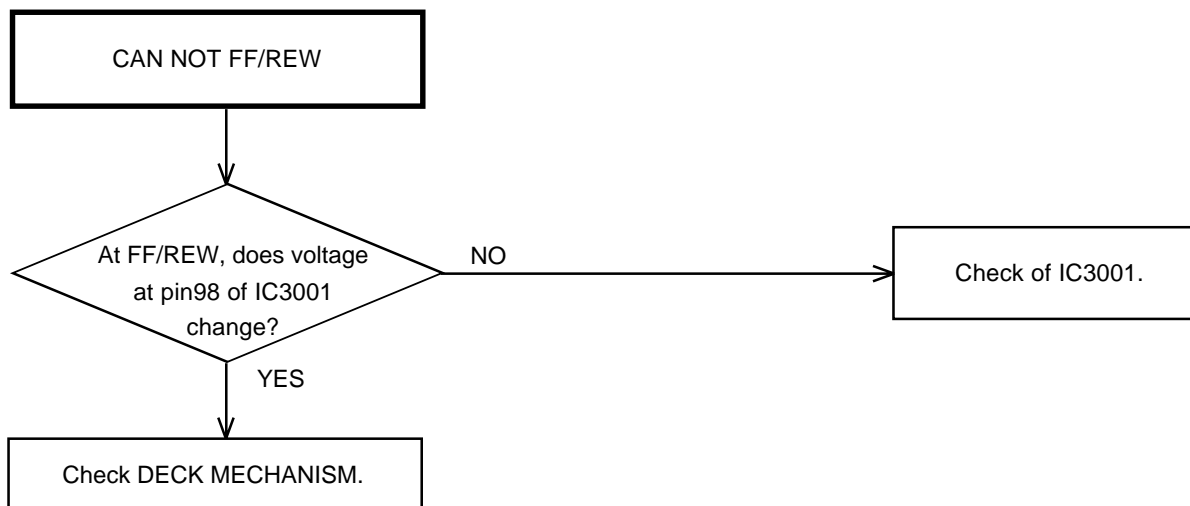 CAN NOT FF/REW
At FF/REW, does voltage
at pin98 of IC3001
change?
NO
Check of IC3001.
YES
Check DECK MECHANISM.